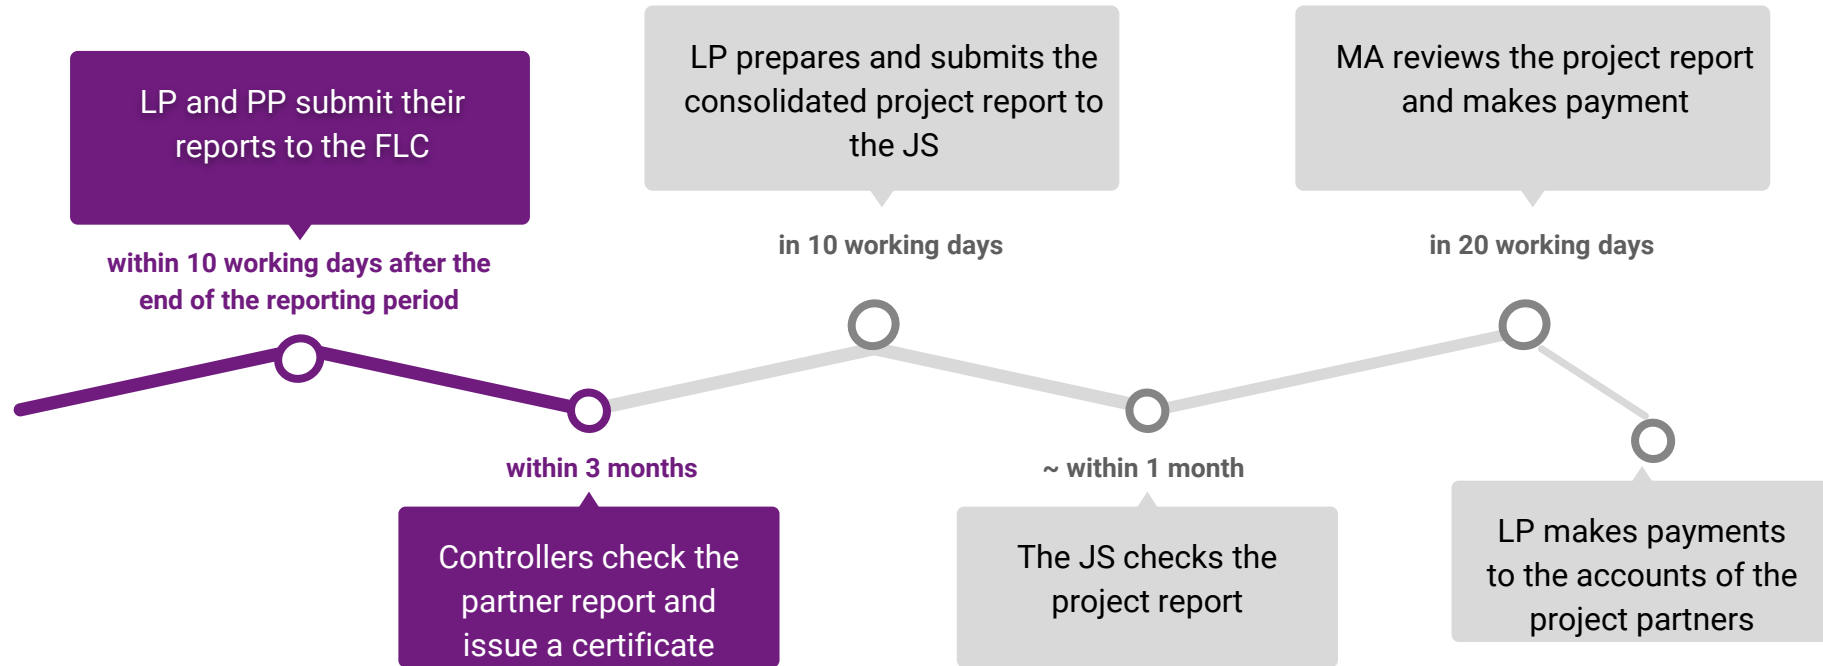 LP and PP submit their
reports to the FLC
within 10 working days after the
end of the reporting period
within 3 months
Controllers check the
partner report and
issue a certificate
LP prepares and submits the
consolidated project report to
the JS
in 10 working days
~ within 1 month
The JS checks the
project report
MA reviews the project report
and makes payment
in 20 working days
LP makes payments
to the accounts of the
project partners